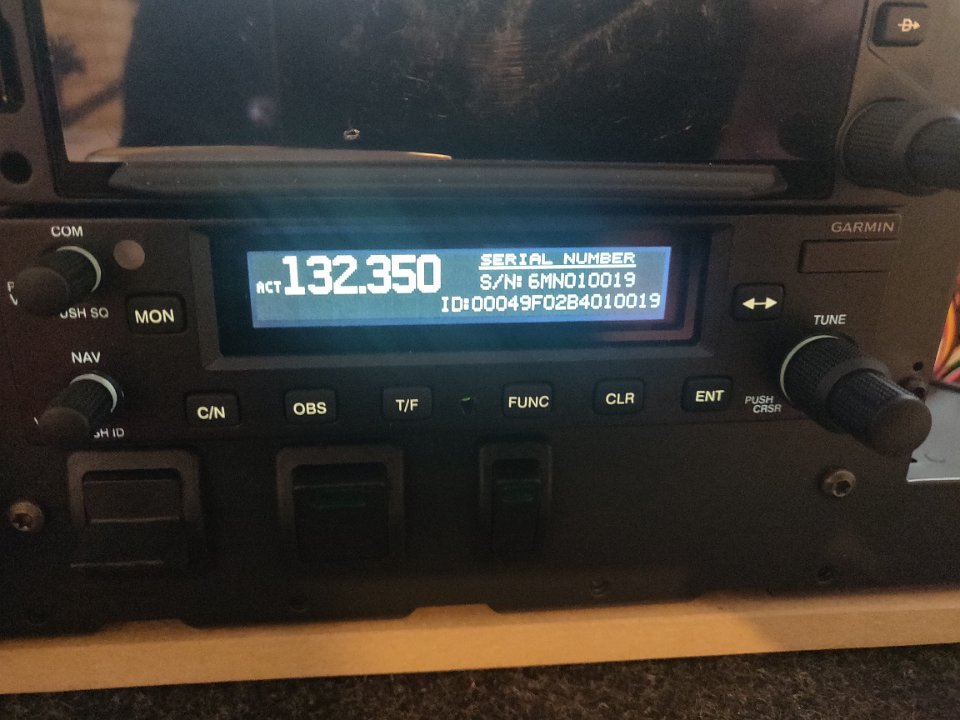 GARMIN
COM
ACT 132.350
SERIAL NUMBER
S/N: 6MN010019
ID:00049F02B4010019
USH SQ
MON
TUNE
NAV
C/N
OBS
T/F
FUNC
CLR
ENT
PUSH
CRSR
SH ID